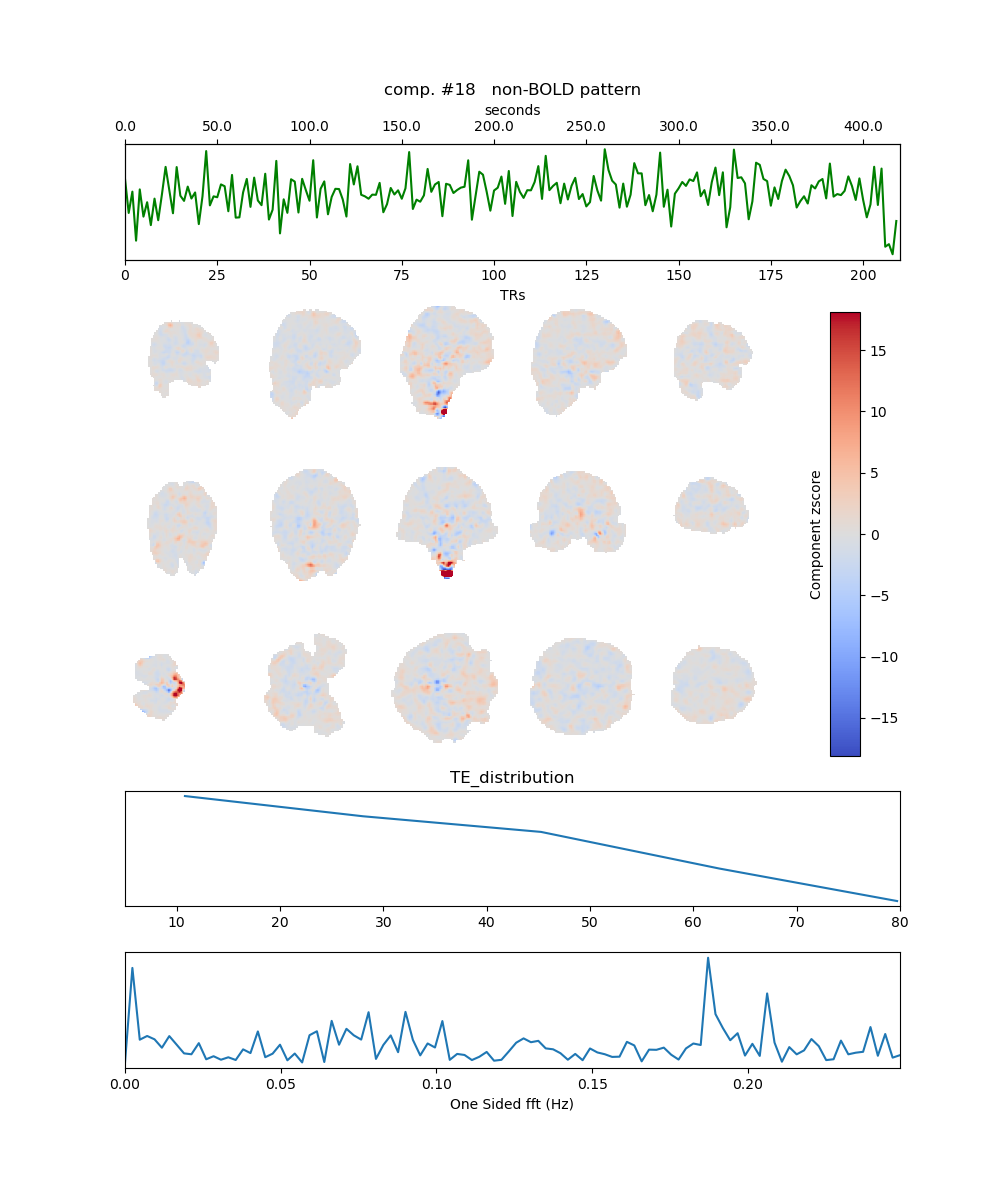 comp. #18   non-BOLD pattern
seconds
0.0 50.0 100.0 150.0 200.0 250.0 300.0 350.0 400.0
0 25 50 75 100 125 150 175 200
TRs
15
10
5
0
−5
−10
−15
Component zscore
TE_distribution
10 20 30 40 50 60 70 80
0.00 0.05 0.10 0.15 0.20
One Sided fft (Hz)